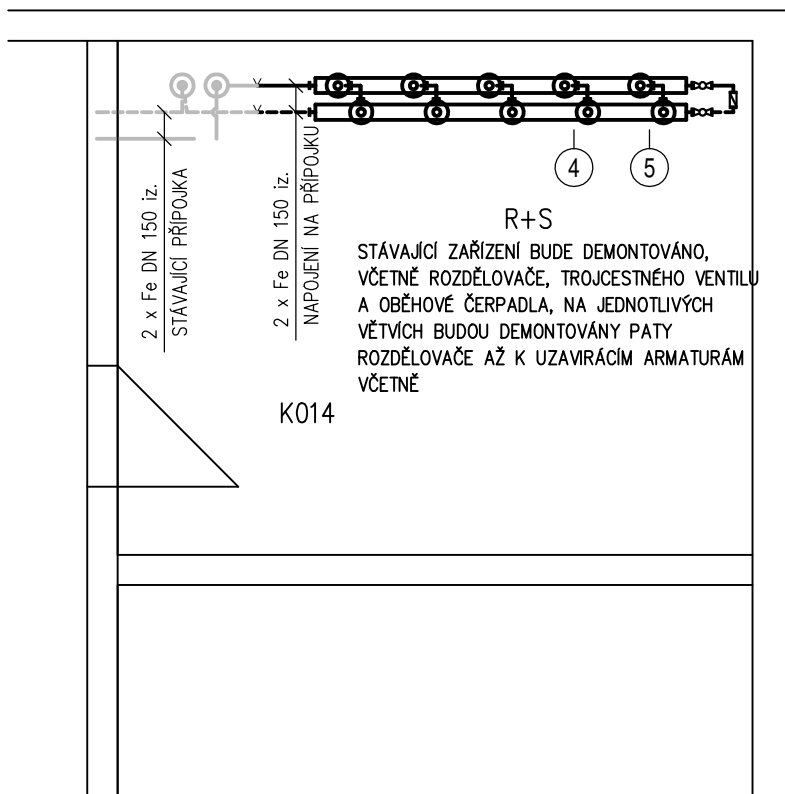 2 x Fe DN 150 iz.
STÁVAJÍCÍ PŘÍPOJKA
2 x Fe DN 150 iz.
NAPOJENÍ NA PŘÍPOJKU
4
5
R+S
STÁVAJÍCÍ ZAŘÍZENÍ BUDE DEMONTOVÁNO,
VČETNĚ ROZDĚLOVAČE, TROJCESTNÉHO VENTILU
A OBĚHOVÉ ČERPADLA, NA JEDNOTLIVÝCH
VĚTVÍCH BUDOU DEMONTOVÁNY PATY
ROZDĚLOVAČE AŽ K UZAVIRÁCÍM ARMATURÁM
VČETNĚ
K014